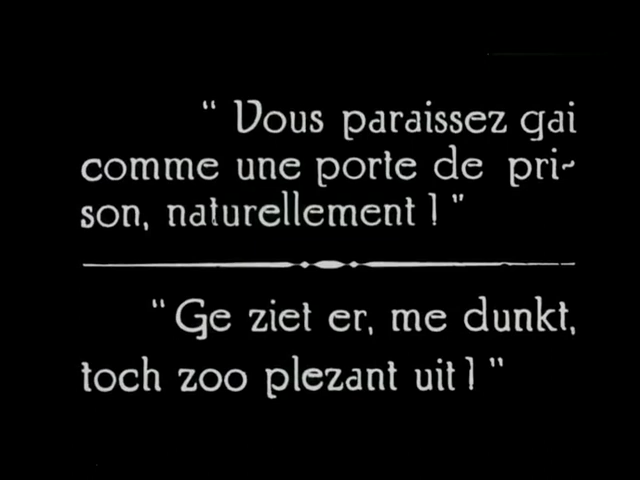 “ Vous paraissez gai
comme une porte de pri-
son, naturellement ! ”
“ Ge ziet er, me dunkt,
toch zoo plezant uit ! ”